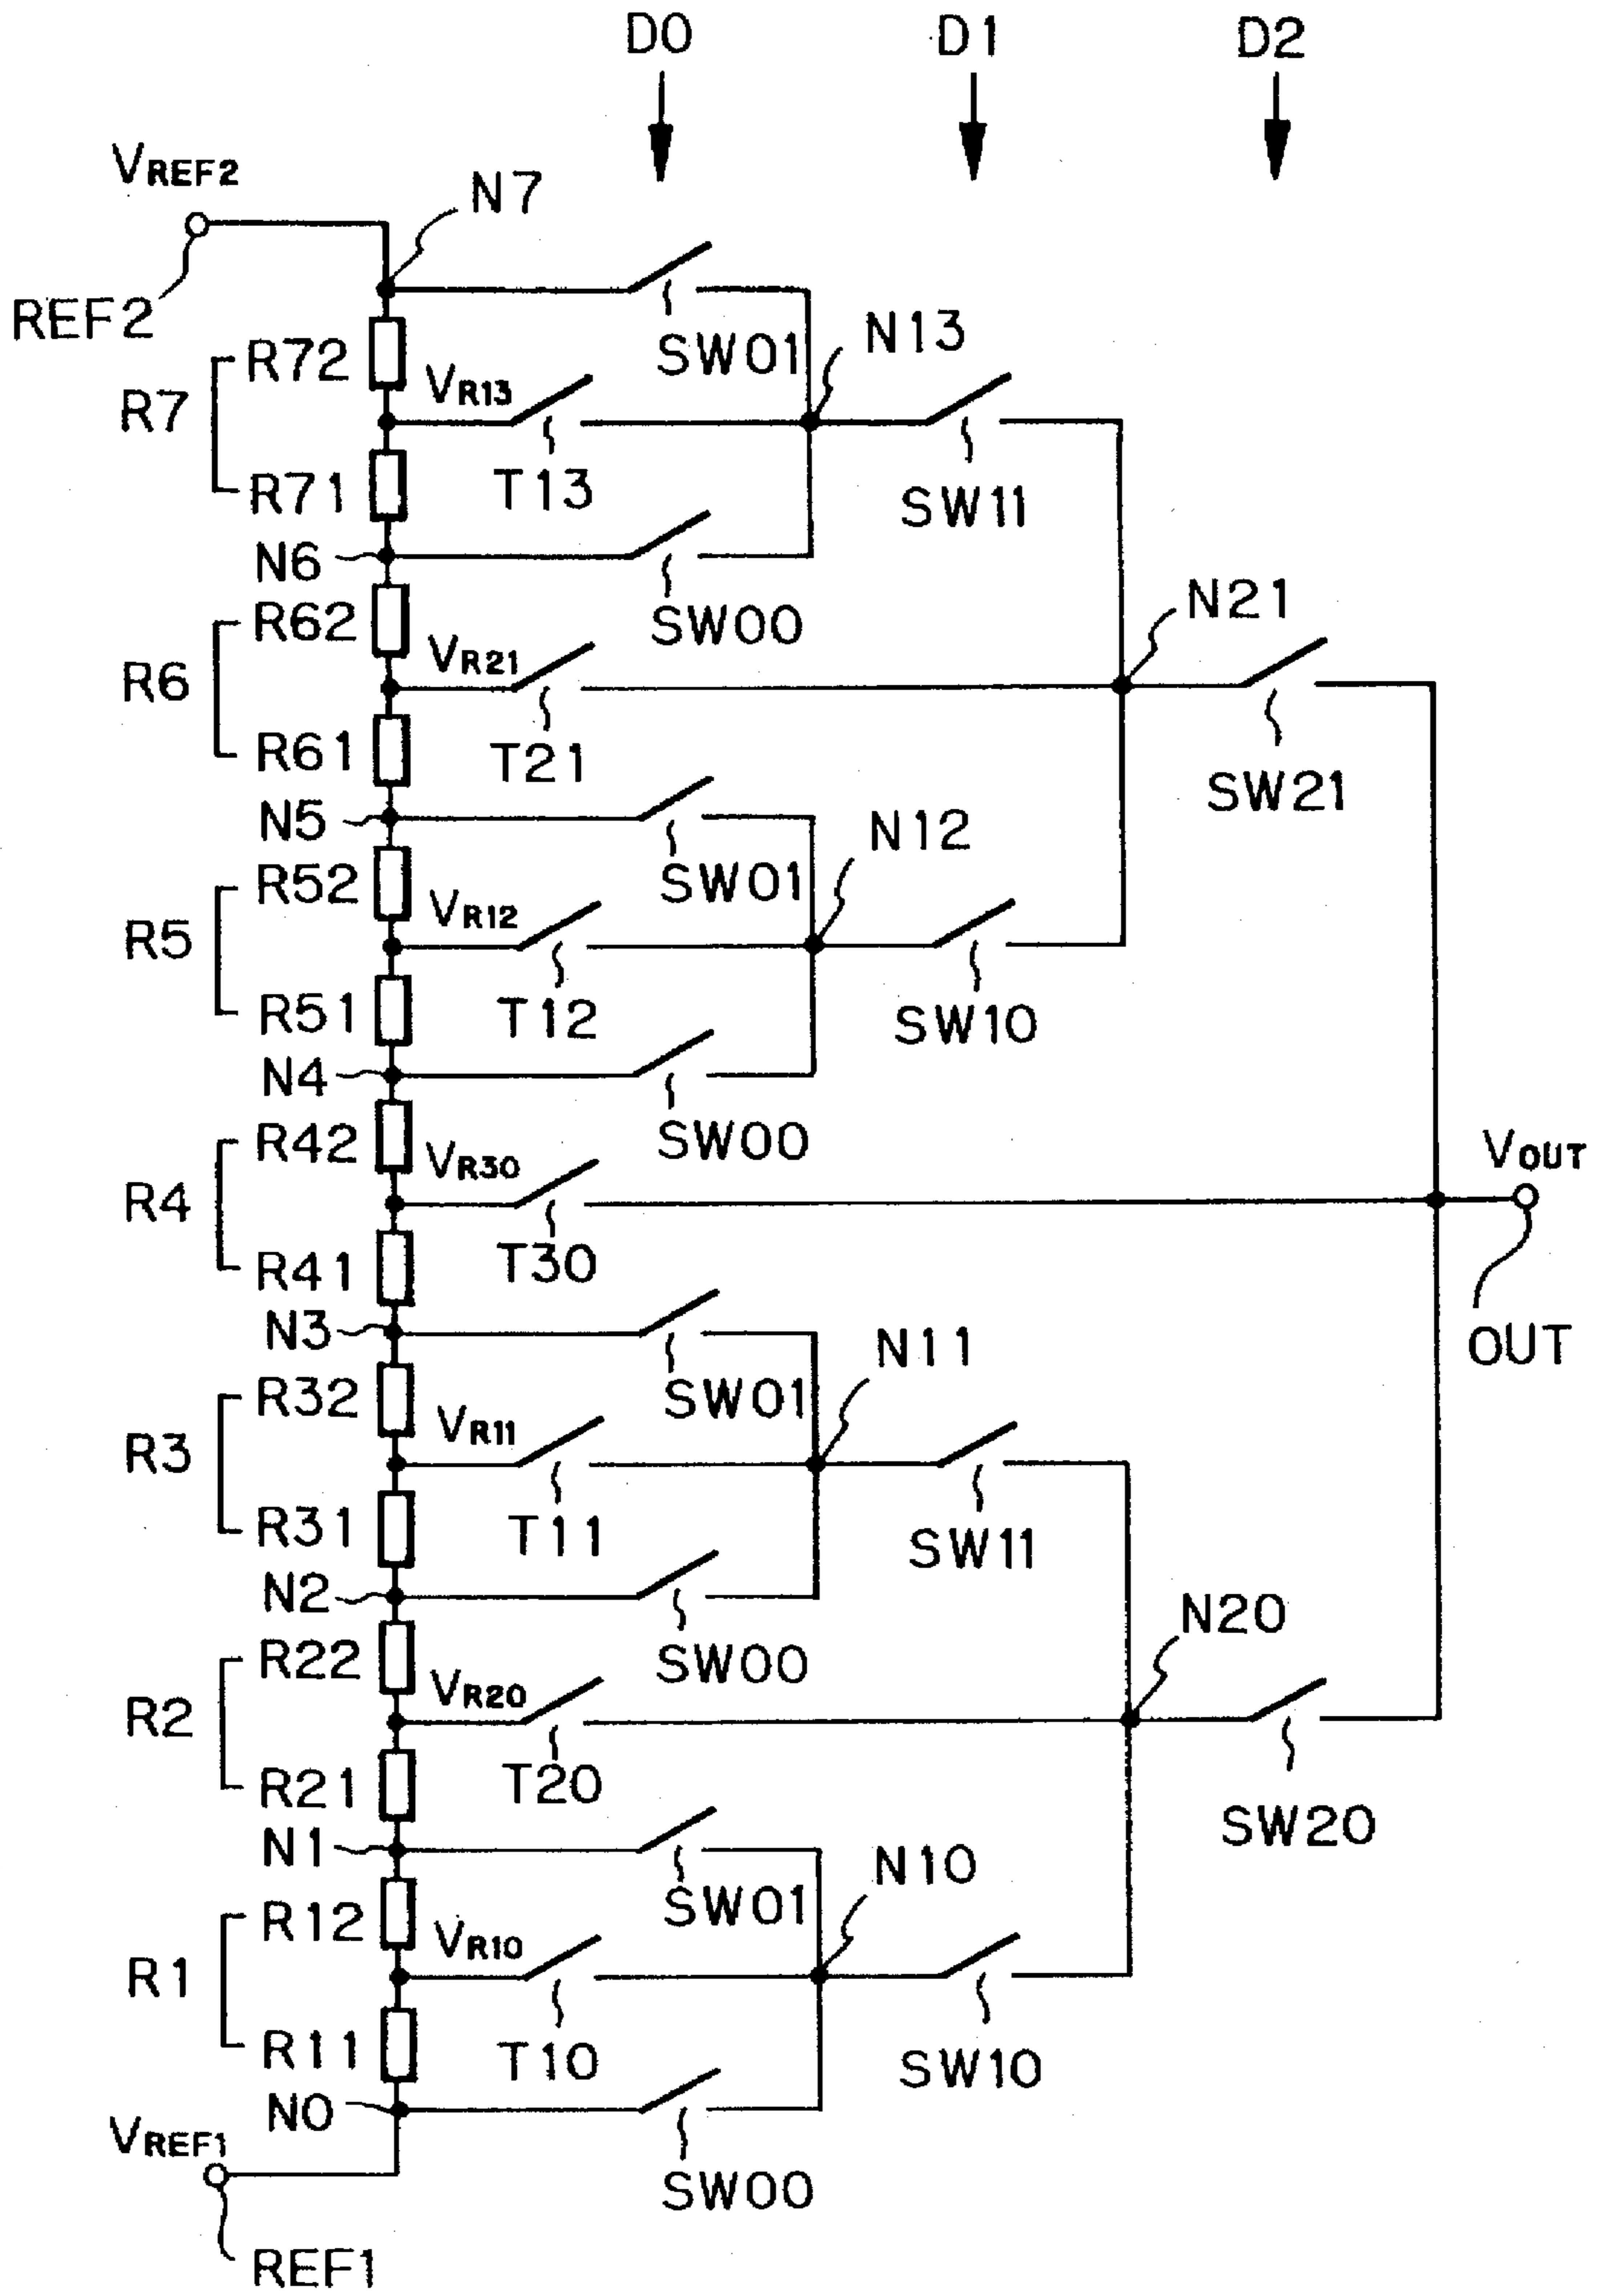 D0 D1 D2
VREF2
N7
REF2
SW01
N13
R72
VR13
R7
R71
T13
SW11
N6
SW00
R62
N21
VR21
R6
R61
T21
SW21
N5
N12
R52
SW01
VR12
R5
R51
T12
SW10
N4
R42
SW00
VR30
VOUT
R4
R41
T30
N3
N11
OUT
R32
SW01
VR11
R3
R31
T11
SW11
N2
N20
R22
SW00
VR20
R2
R21
T20
SW20
N1
N10
SW01
R12
VR10
R1
R11
T10
SW10
N0
VREF1
SW00
REF1